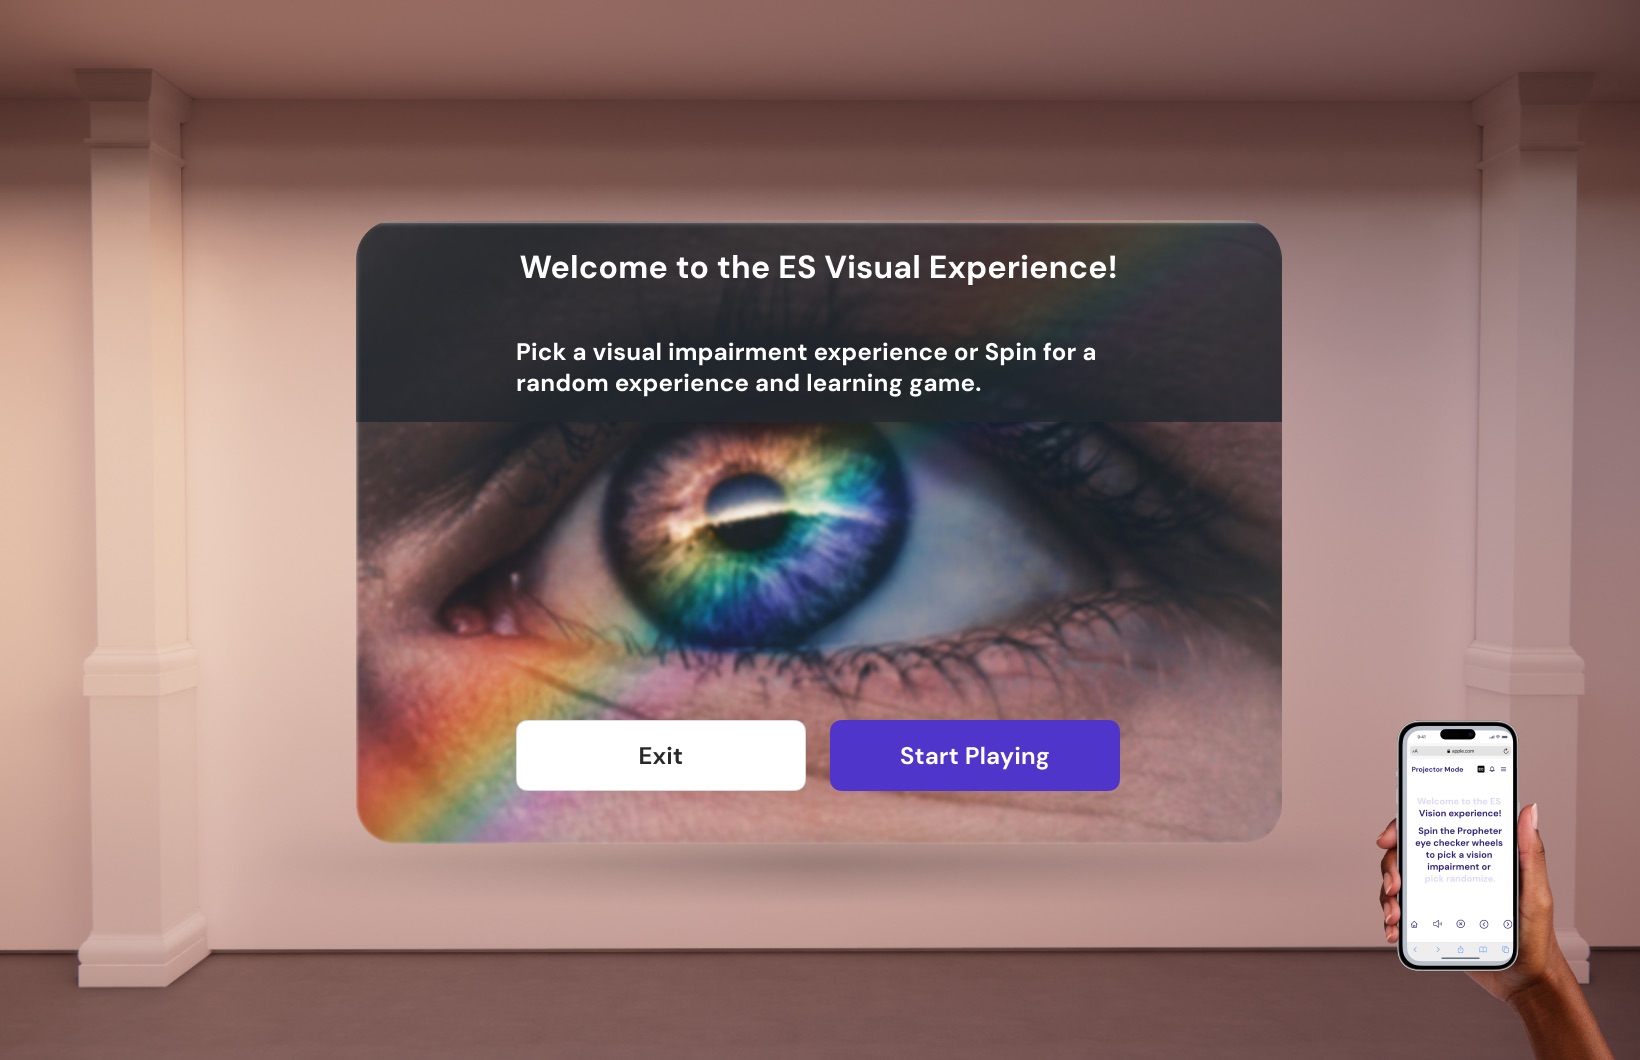 Welcome to the ES Visual Experience!
Pick a visual impairment experience or Spin for a
random experience and learning game.
Exit
Start Playing
9:41
AA
apple.com
Projector Mode
ES
Welcome to the ES
Vision experience!
Spin the Propheter
eye checker wheels
to pick a vision
impairment or
pick randomize.